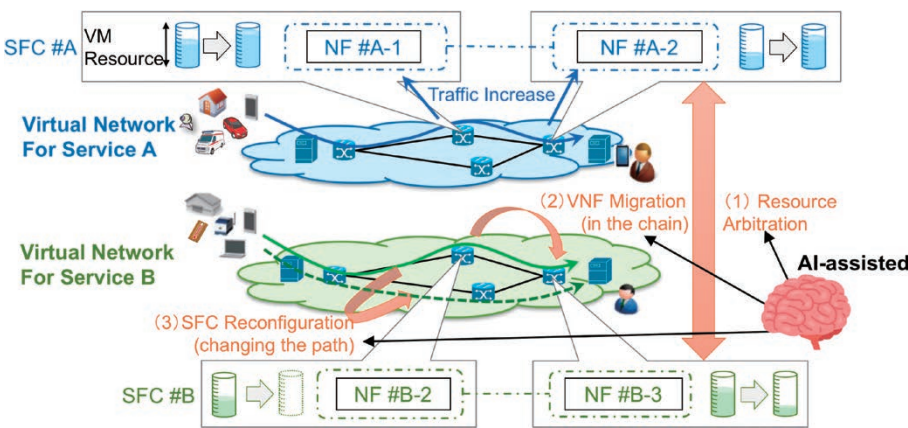 SFC #A
VM
Resource
NF #A-1
NF #A-2
Traffic Increase
Virtual Network
For Service A
(2) VNF Migration
(in the chain)
(1) Resource
Arbitration
Virtual Network
For Service B
AI-assisted
(3) SFC Reconfiguration
(changing the path)
SFC #B
NF #B-2
NF #B-3